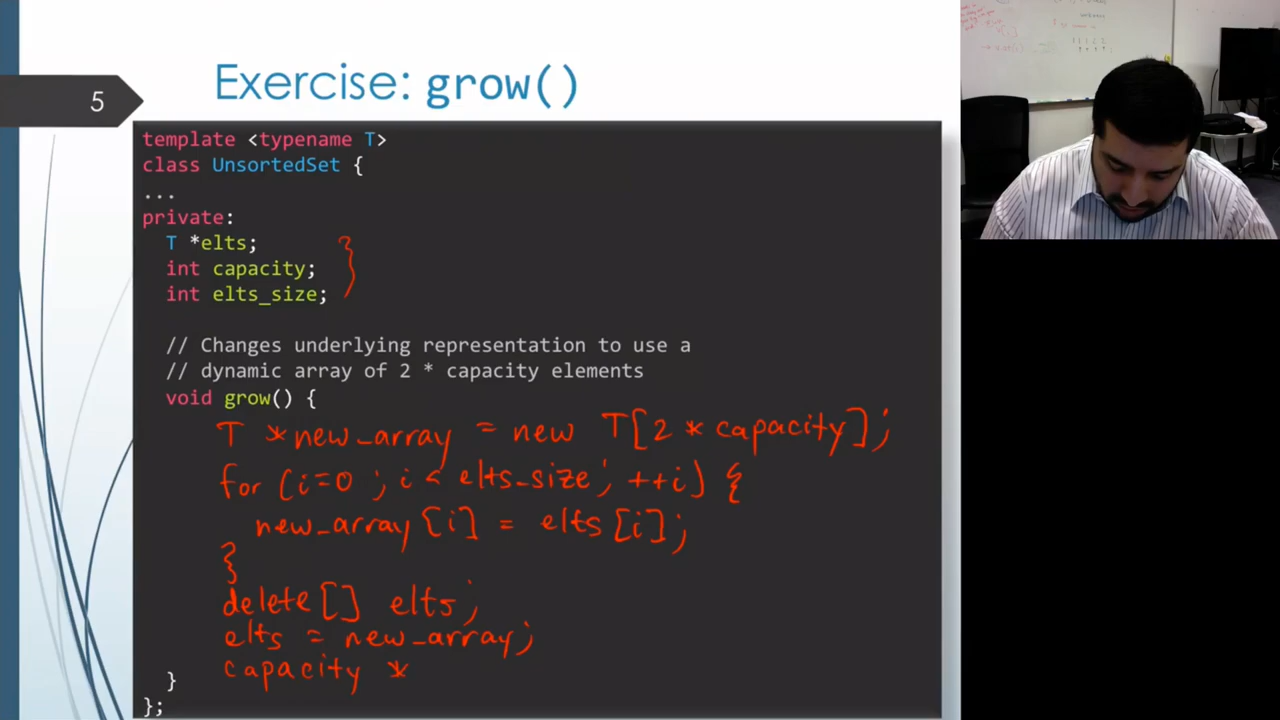 5
Exercise: grow()
template <typename T>
class UnsortedSet {
...
private:
T *elts;
int capacity;
int elts_size;
// Changes underlying representation to use a
// dynamic array of 2 * capacity elements
void grow() {
T *new_array = new T[2 * capacity];
for (i=0 ; i < elts_size; ++i) {
new_array[i] = elts[i];
}
delete[] elts;
elts = new_array;
capacity *
}
};